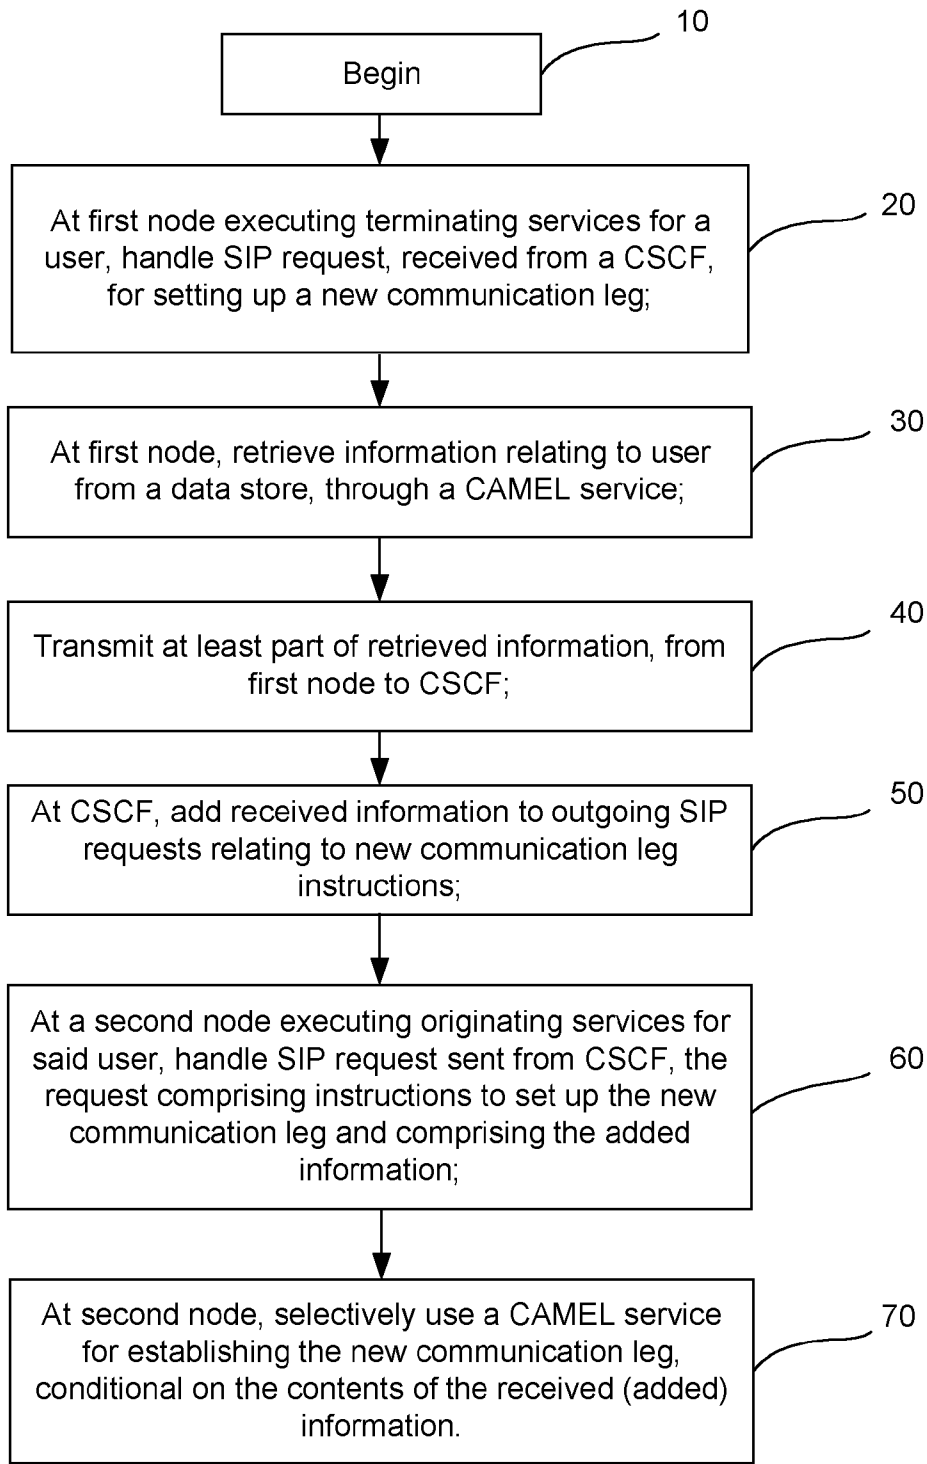 10
Begin
20
At first node executing terminating services for a
user, handle SIP request, received from a CSCF,
for setting up a new communication leg;
30
At first node, retrieve information relating to user
from a data store, through a CAMEL service;
40
Transmit at least part of retrieved information, from
first node to CSCF;
50
At CSCF, add received information to outgoing SIP
requests relating to new communication leg
instructions;
60
At a second node executing originating services for
said user, handle SIP request sent from CSCF, the
request comprising instructions to set up the new
communication leg and comprising the added
information;
70
At second node, selectively use a CAMEL service
for establishing the new communication leg,
conditional on the contents of the received (added)
information.